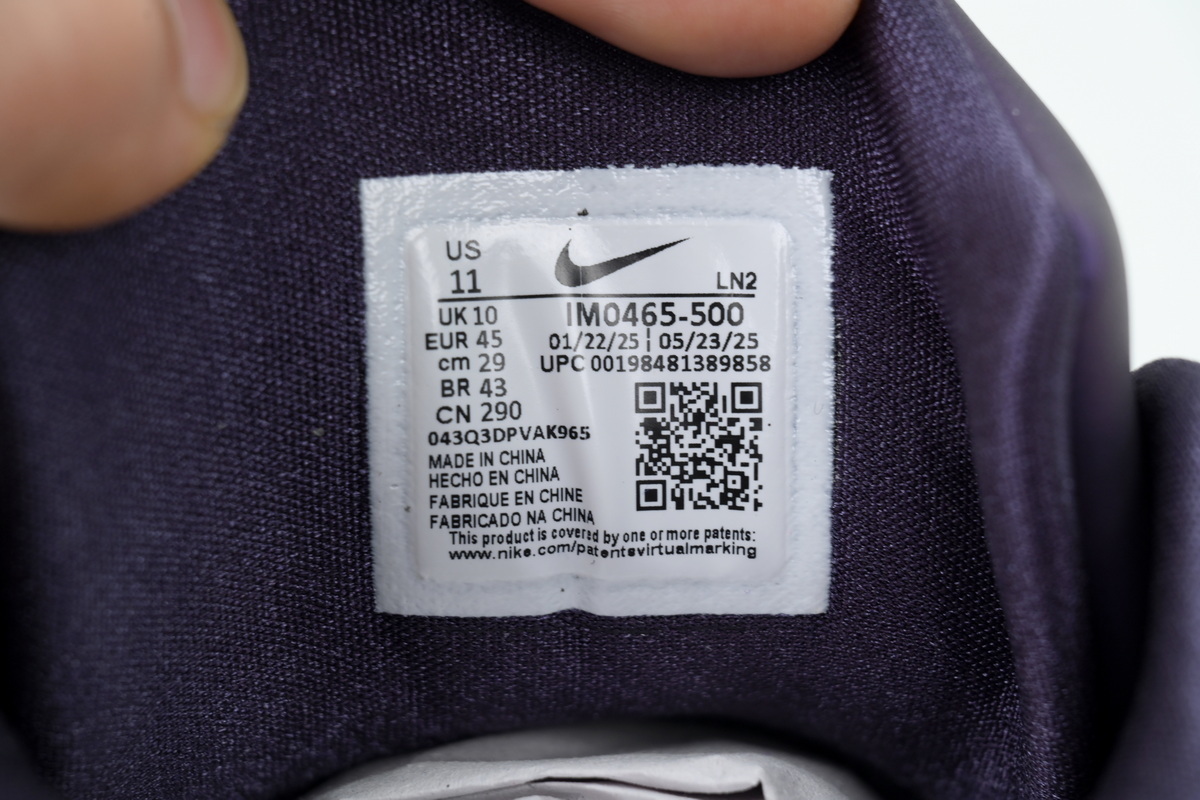 US
11
LN2
UK 10
IM0465-500
EUR 45
01/22/25 | 05/23/25
cm 29
UPC 00198481389858
BR 43
CN 290
043Q3DPVAK965
MADE IN CHINA
HECHO EN CHINA
FABRIQUE EN CHINE
FABRICADO NA CHINA
This product is covered by one or more patents:
www.nike.com/patentsvirtualmarking